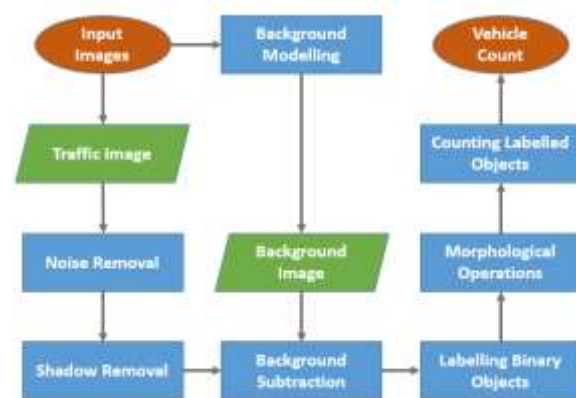 Input
Images
Background
Modelling
Vehicle
Count
Traffic Image
Counting Labelled
Objects
Noise Removal
Background
Image
Morphological
Operations
Shadow Removal
Background
Subtraction
Labelling Binary
Objects